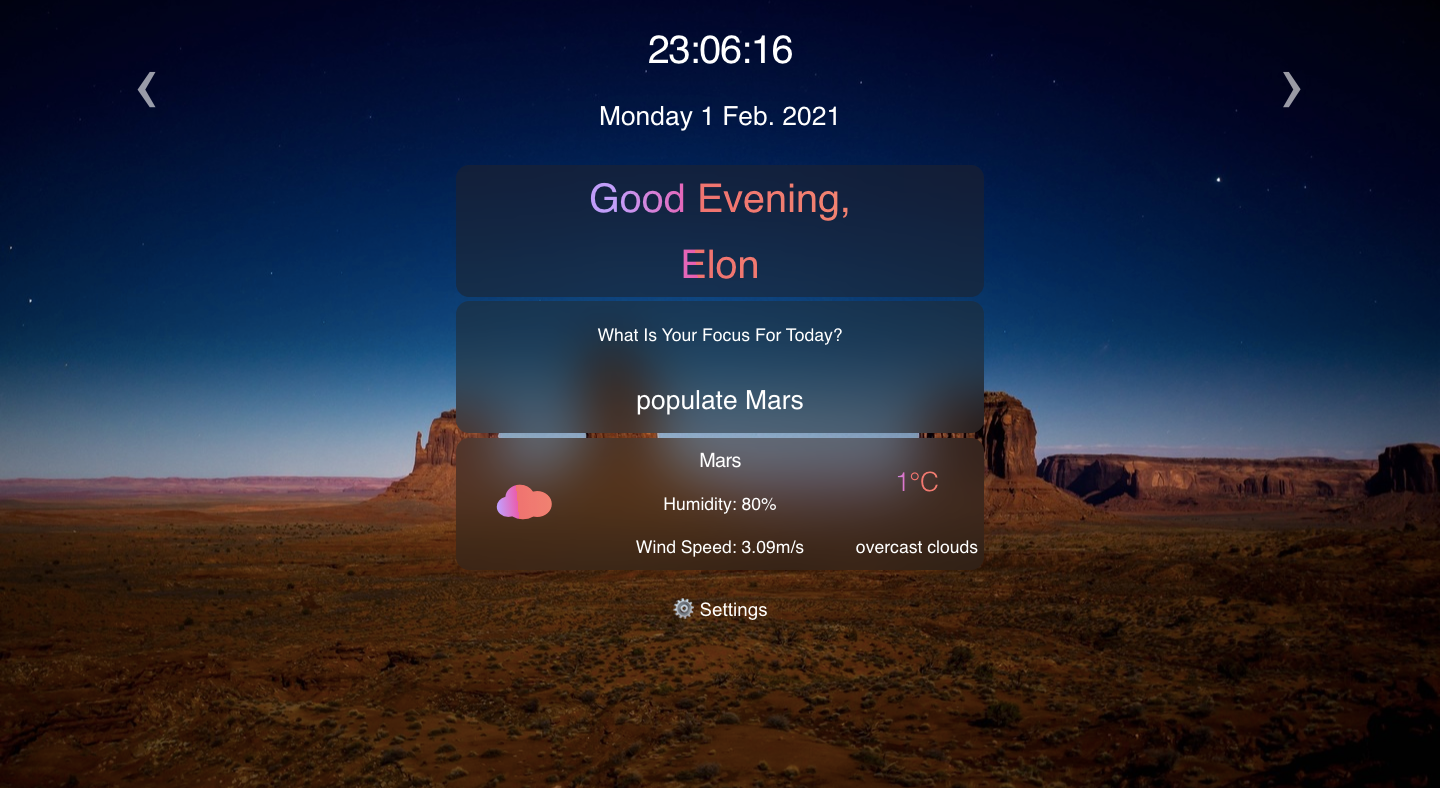 23:06:16
Monday 1 Feb. 2021
Good Evening,
Elon
What Is Your Focus For Today?
populate Mars
Mars
1°C
Humidity: 80%
Wind Speed: 3.09m/s
overcast clouds
Settings